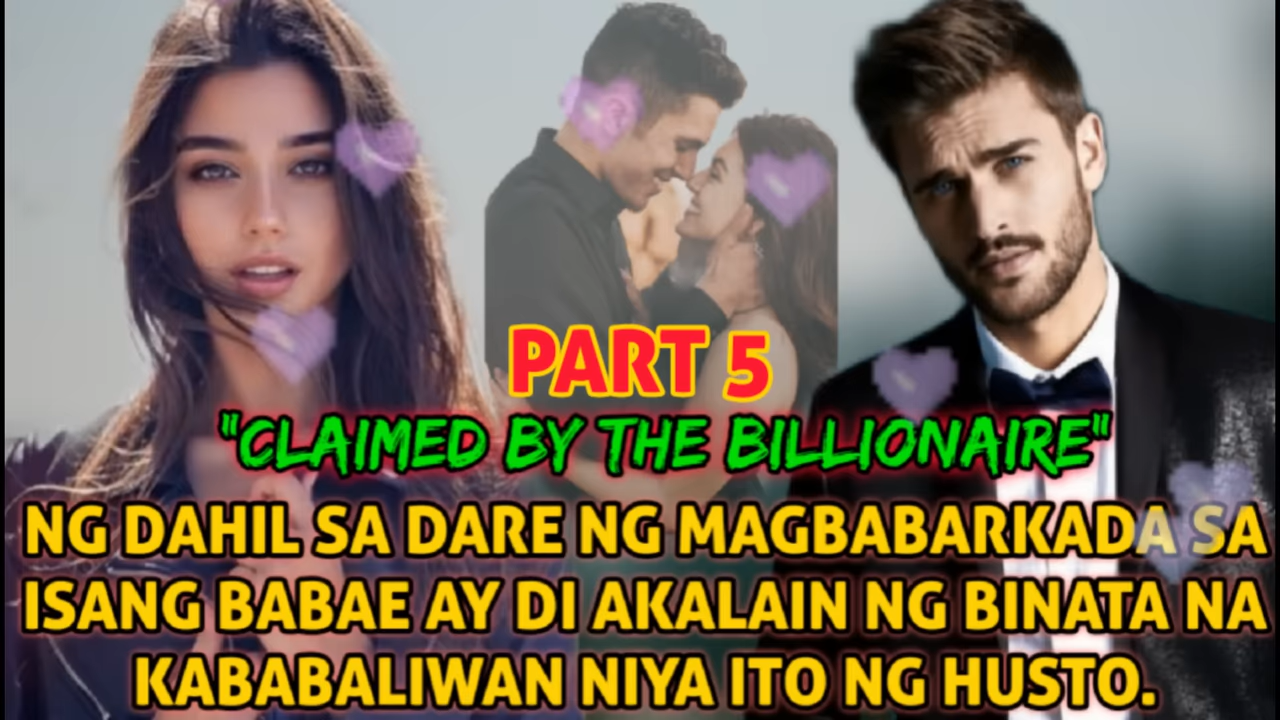 PART 5
"CLAIMED BY THE BILLIONAIRE"
NG DAHIL SA DARE NG MAGBABARKADA SA
ISANG BABAE AY DI AKALAIN NG BINATA NA
KABABALIWAN NIYA ITO NG HUSTO.